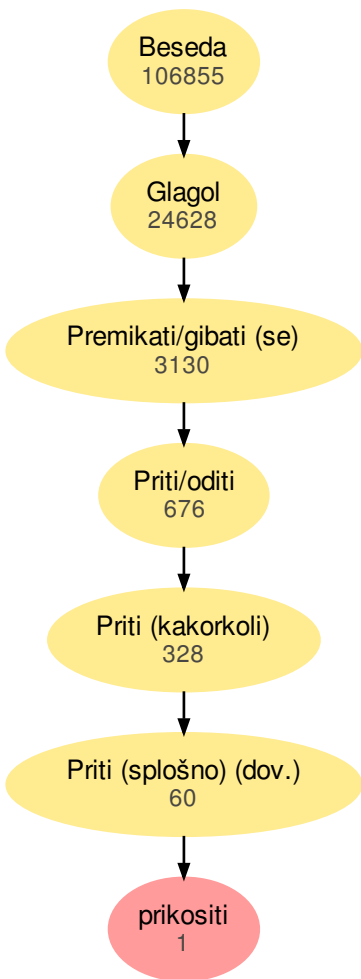 Beseda
106855
Glagol
24628
Premikati/gibati (se)
3130
Priti/oditi
676
Priti (kakorkoli)
328
Priti (splošno) (dov.)
60
prikositi
1